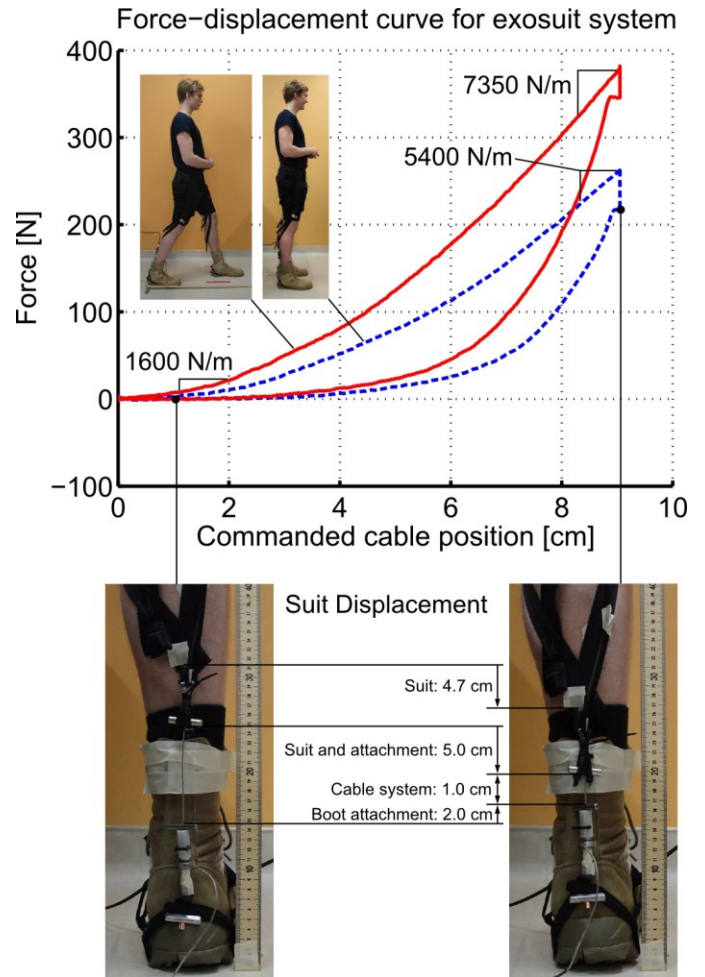 Force−displacement curve for exosuit system
400
7350 N/m
300
5400 N/m
200
Force [N]
100
1600 N/m
0
−100
0 2 4 6 8 10
Commanded cable position [cm]
Suit Displacement
Suit: 4.7 cm
Suit and attachment: 5.0 cm
Cable system: 1.0 cm
Boot attachment: 2.0 cm